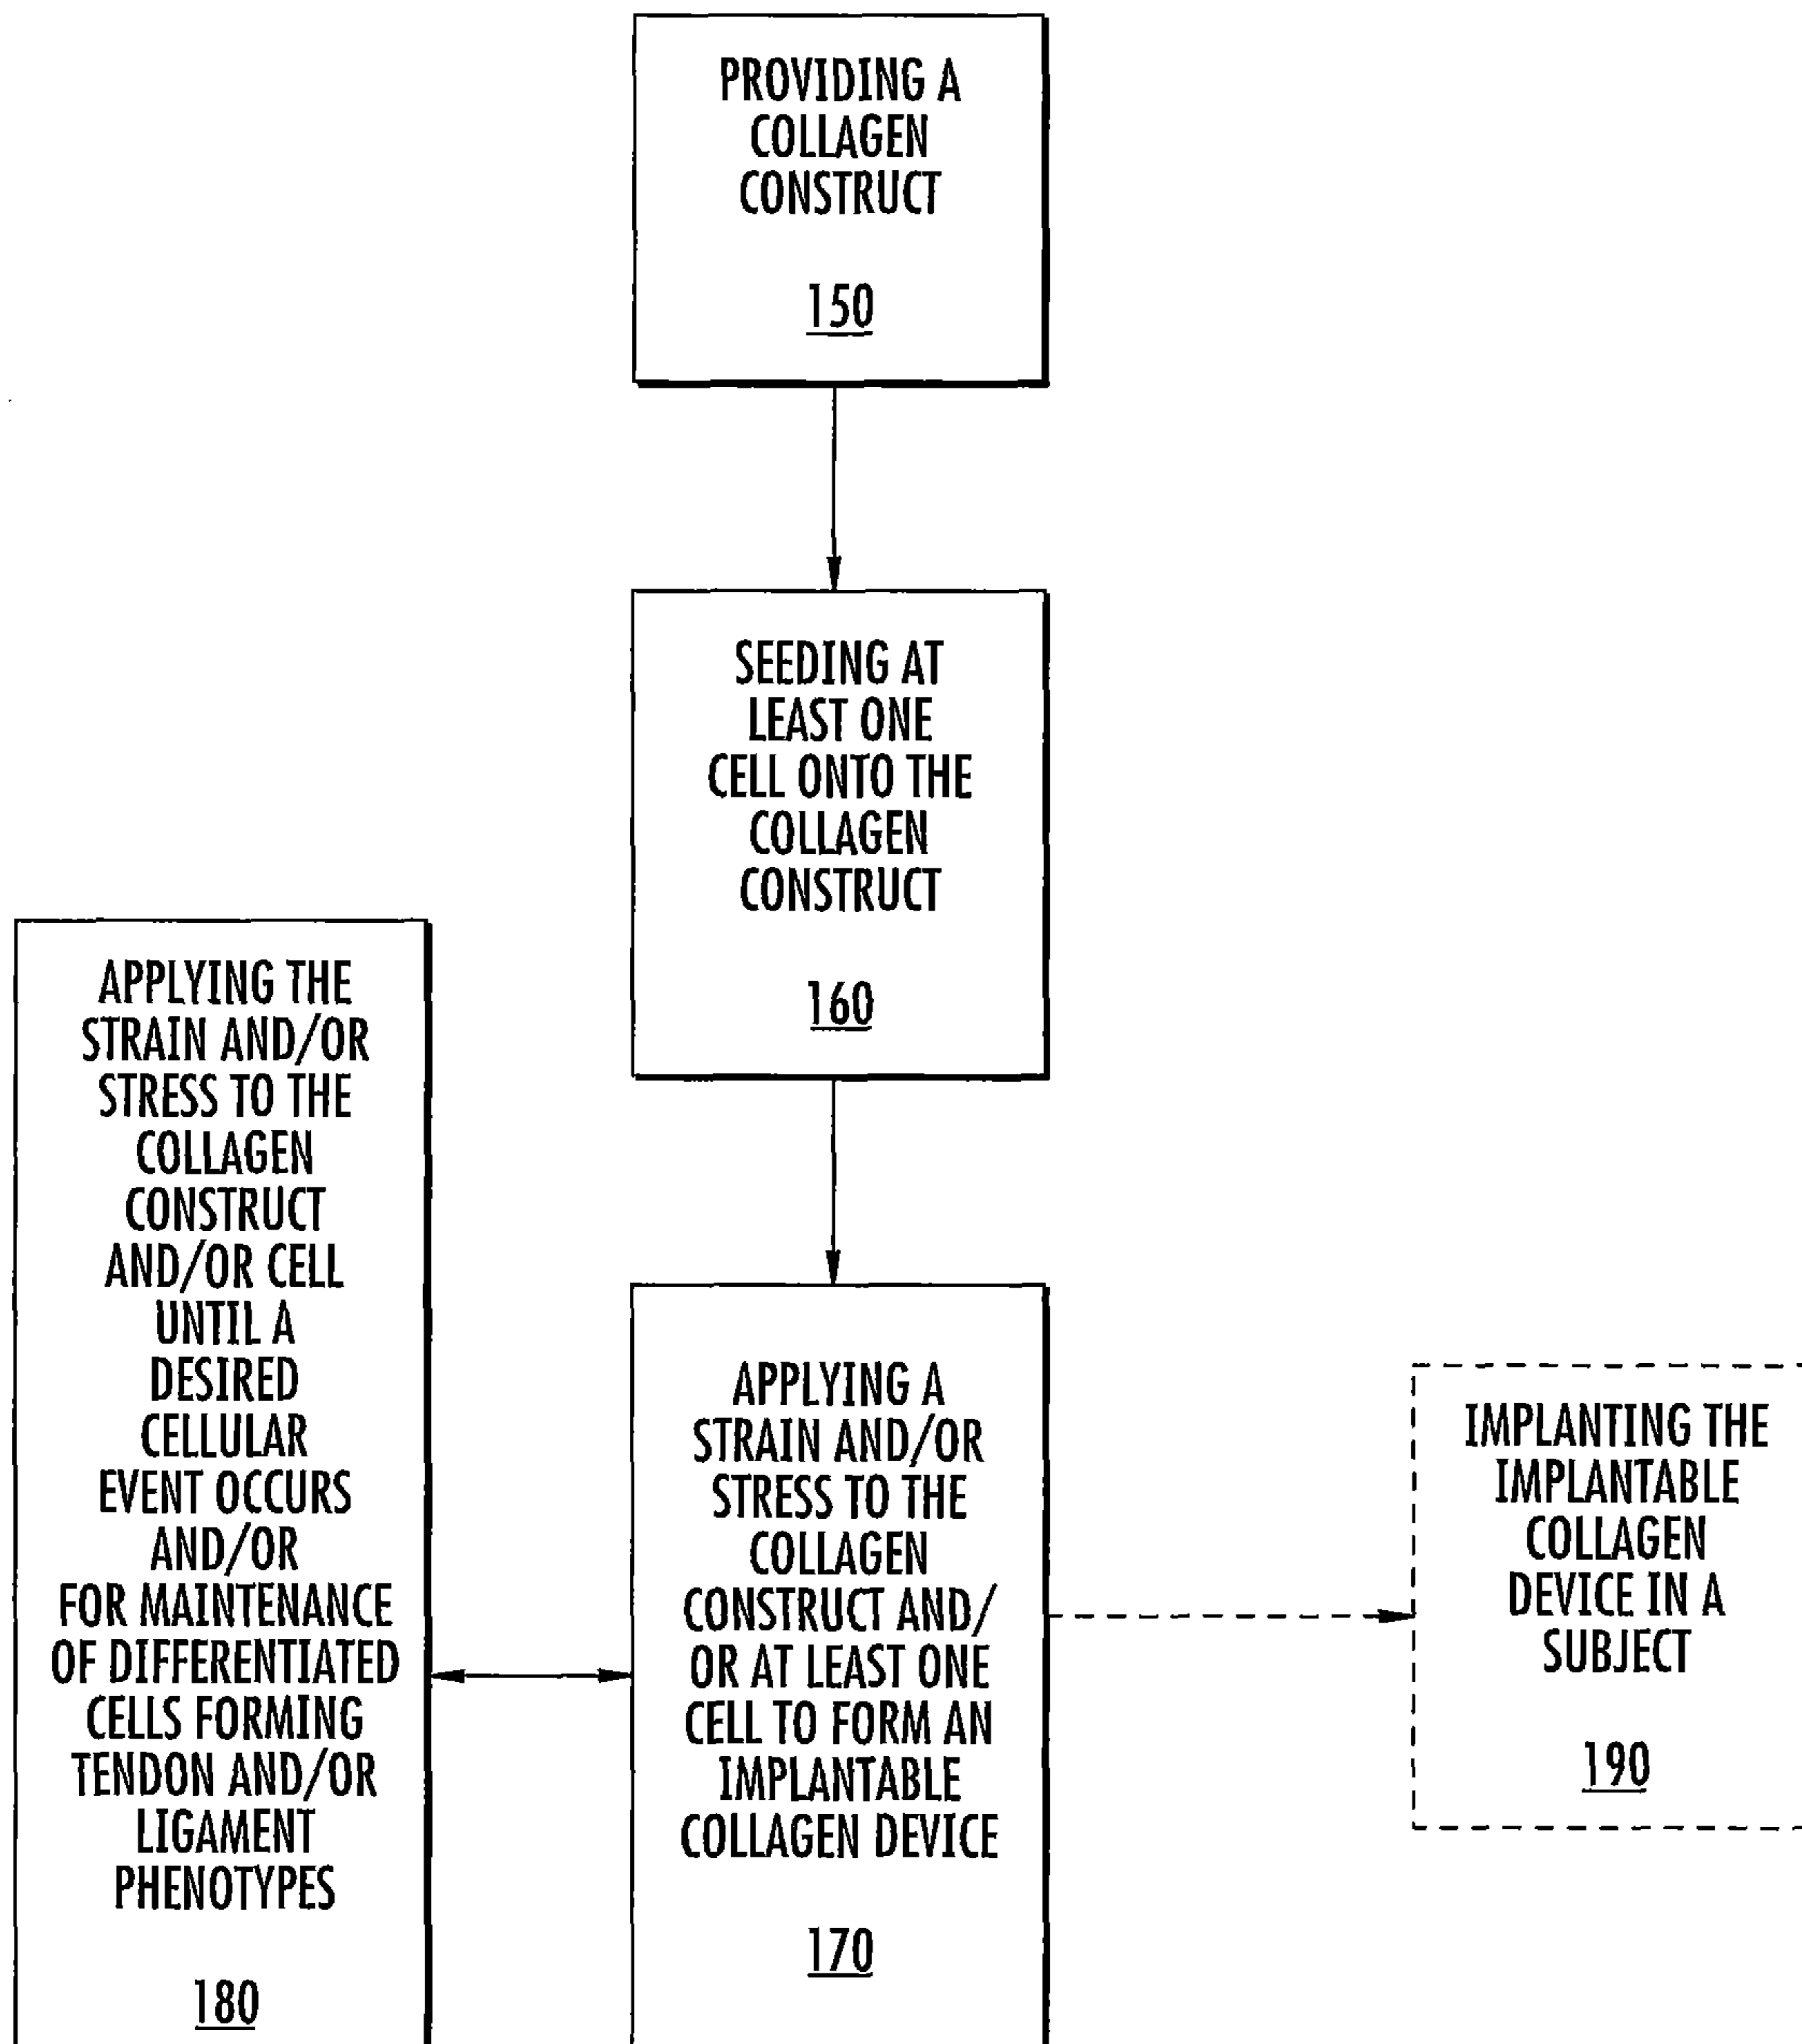 PROVIDING A
COLLAGEN
CONSTRUCT
150
SEEDING AT
LEAST ONE
CELL ONTO THE
COLLAGEN
CONSTRUCT
160
APPLYING THE
STRAIN AND/OR
STRESS TO THE
COLLAGEN
CONSTRUCT
AND/OR CELL
UNTIL A
DESIRED
CELLULAR
EVENT OCCURS
AND/OR
FOR MAINTENANCE
OF DIFFERENTIATED
CELLS FORMING
TENDON AND/OR
LIGAMENT
PHENOTYPES
180
APPLYING A
STRAIN AND/OR
STRESS TO THE
COLLAGEN
CONSTRUCT AND/
OR AT LEAST ONE
CELL TO FORM AN
IMPLANTABLE
COLLAGEN DEVICE
170
IMPLANTING THE
IMPLANTABLE
COLLAGEN
DEVICE IN A
SUBJECT
190